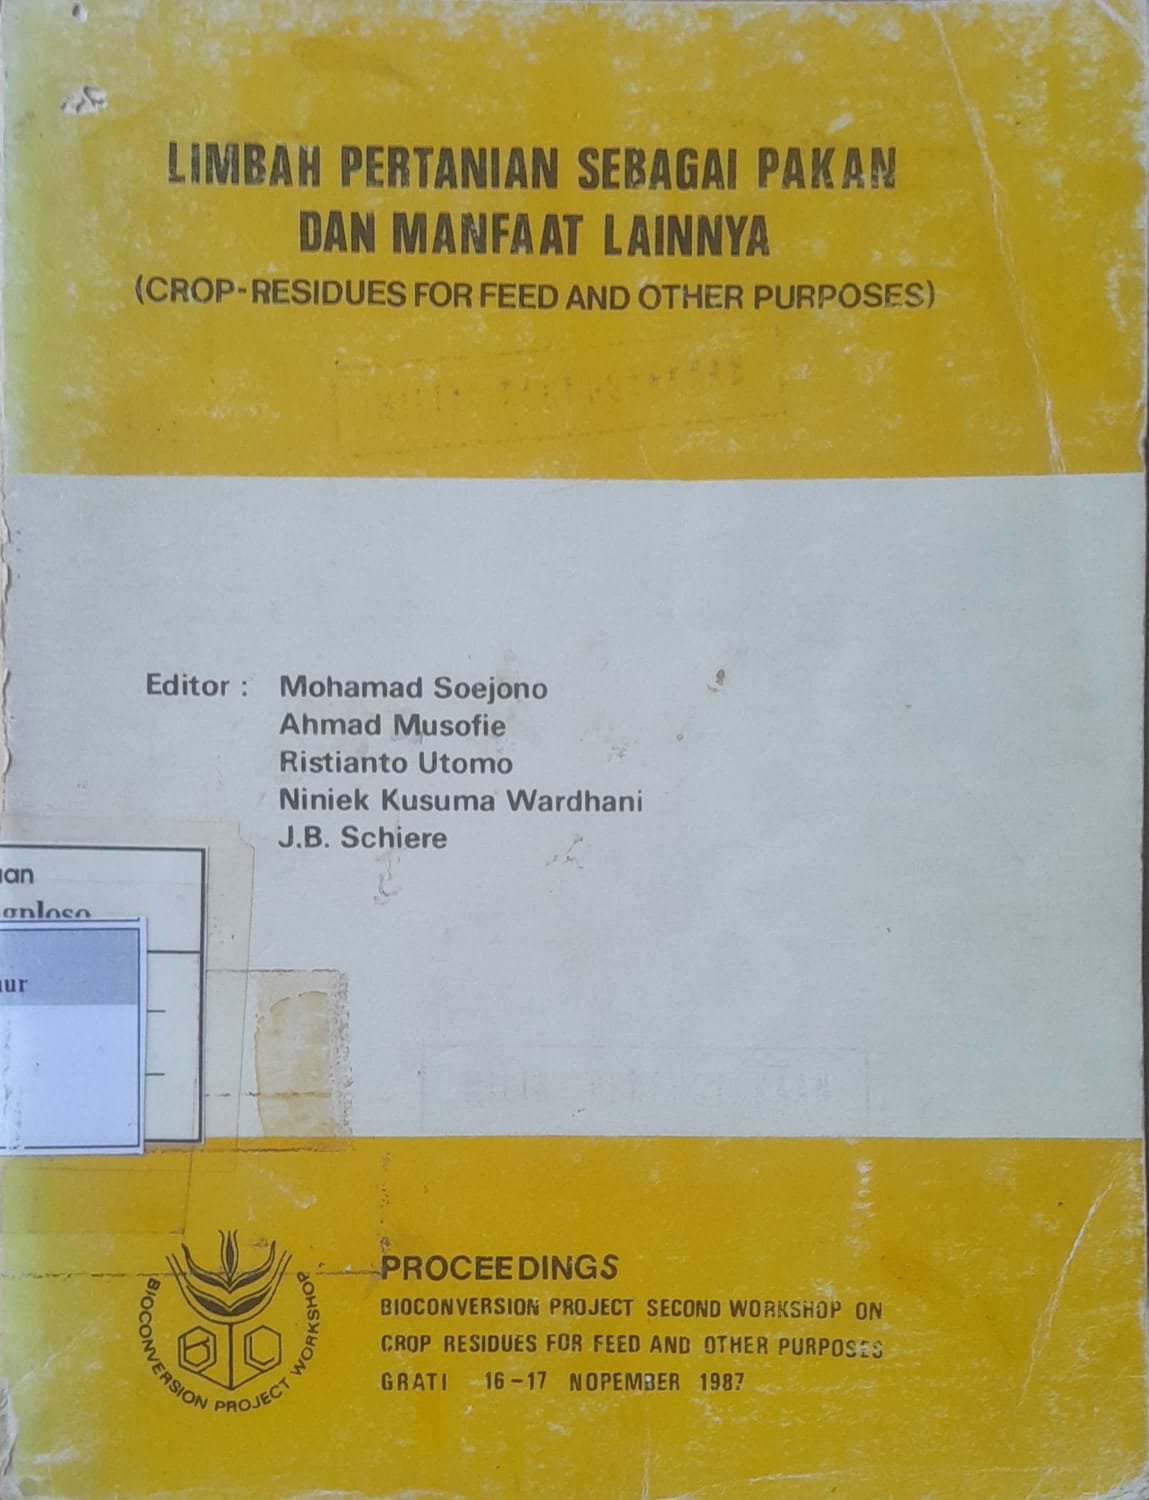 LIMBAH PERTANIAN SEBAGAI PAKAN
DAN MANFAAT LAINNYA
(CROP-RESIDUES FOR FEED AND OTHER PURPOSES)
Editor : Mohamad Soejono
Ahmad Musofie
Ristianto Utomo
Niniek Kusuma Wardhani
J.B. Schiere
PROCEEDINGS
BIOCONVERSION PROJECT SECOND WORKSHOP ON
CROP RESIDUES FOR FEED AND OTHER PURPOSES
GRATI 16-17 NOPEMBER 1987
BIOCONVERSION PROJECT WORKSHOP
BC